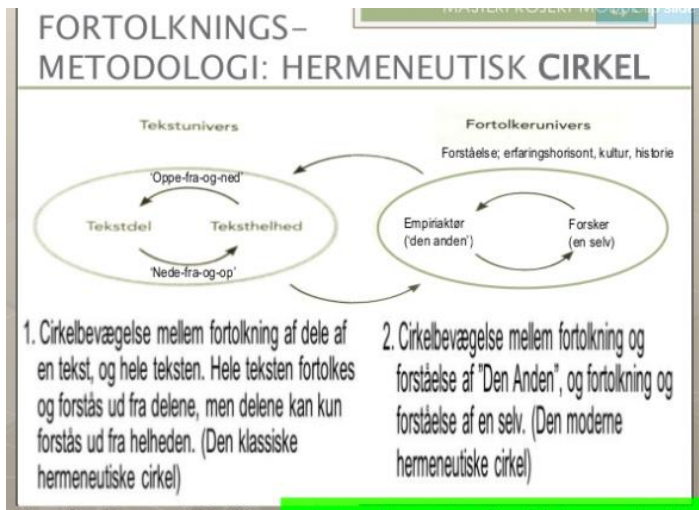 FORTOLKNINGS-
METODOLOGI: HERMENEUTISK CIRKEL
Tekstunivers
'Oppe-fra-og-ned'
Tekstdel
Teksthelhed
'Nede-fra-og-op'
Fortolkerunivers
Forståelse; erfaringshorisont, kultur, historie
Empiriaktør
('den anden')
Forsker
(en selv)
1. Cirkelbevægelse mellem fortolkning af dele af
en tekst, og hele teksten. Hele teksten fortolkes
og forstås ud fra delene, men delene kan kun
forstås ud fra helheden. (Den klassiske
hermeneutiske cirkel)
2. Cirkelbevægelse mellem fortolkning og
forståelse af "Den Anden", og fortolkning og
forståelse af en selv. (Den moderne
hermeneutiske cirkel)